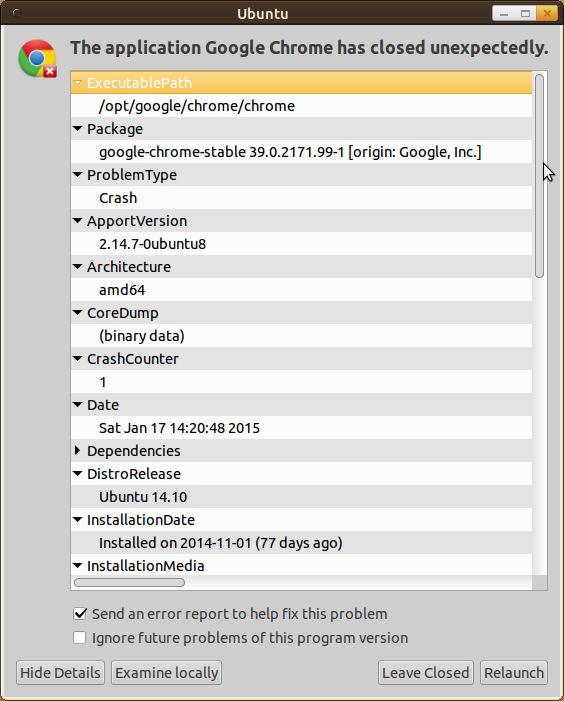 Ubuntu
The application Google Chrome has closed unexpectedly.
ExecutablePath
/opt/google/chrome/chrome
Package
google-chrome-stable 39.0.2171.99-1 [origin: Google, Inc.]
ProblemType
Crash
ApportVersion
2.14.7-0ubuntu8
Architecture
amd64
CoreDump
(binary data)
CrashCounter
1
Date
Sat Jan 17 14:20:48 2015
Dependencies
DistroRelease
Ubuntu 14.10
InstallationDate
Installed on 2014-11-01 (77 days ago)
InstallationMedia
Send an error report to help fix this problem
Ignore future problems of this program version
Hide Details Examine locally Leave Closed Relaunch